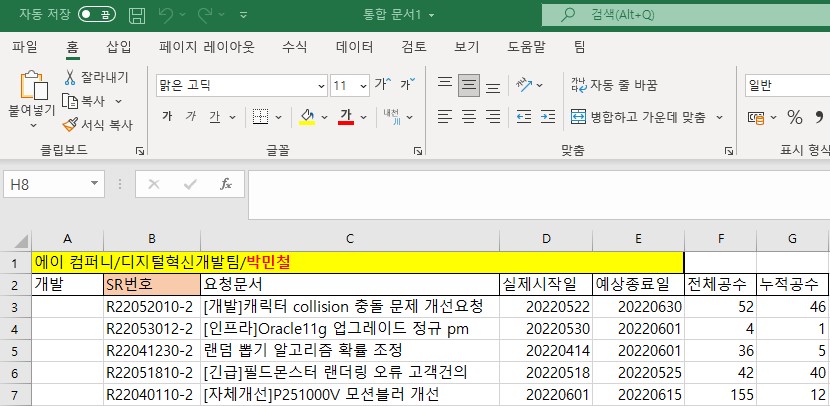 자동 저장 끔 통합 문서1 검색(Alt+Q)
파일 홈 삽입 페이지 레이아웃 수식 데이터 검토 보기 도움말 팀
붙여넣기 잘라내기 맑은 고딕 11 가 가 가나다 자동 줄 바꿈 일반
복사 가 가 가 가 내천 병합하고 가운데 맞춤 % ,
서식 복사
클립보드 글꼴 맞춤 표시 형식
H8 fx
A B C D E F G
1 에이 컴퍼니/디지털혁신개발팀/박민철
2 개발 SR번호 요청문서 실제시작일 예상종료일 전체공수 누적공수
3 R22052010-2 [개발]캐릭터 collision 충돌 문제 개선요청 20220522 20220630 52 46
4 R22053012-2 [인프라]Oracle11g 업그레이드 정규 pm 20220530 20220601 4 1
5 R22041230-2 랜덤 뽑기 알고리즘 확률 조정 20220414 20220601 36 5
6 R22051810-2 [긴급]필드몬스터 랜더링 오류 고객건의 20220518 20220525 42 40
7 R22040110-2 [자체개선]P251000V 모션블러 개선 20220601 20220615 155 12